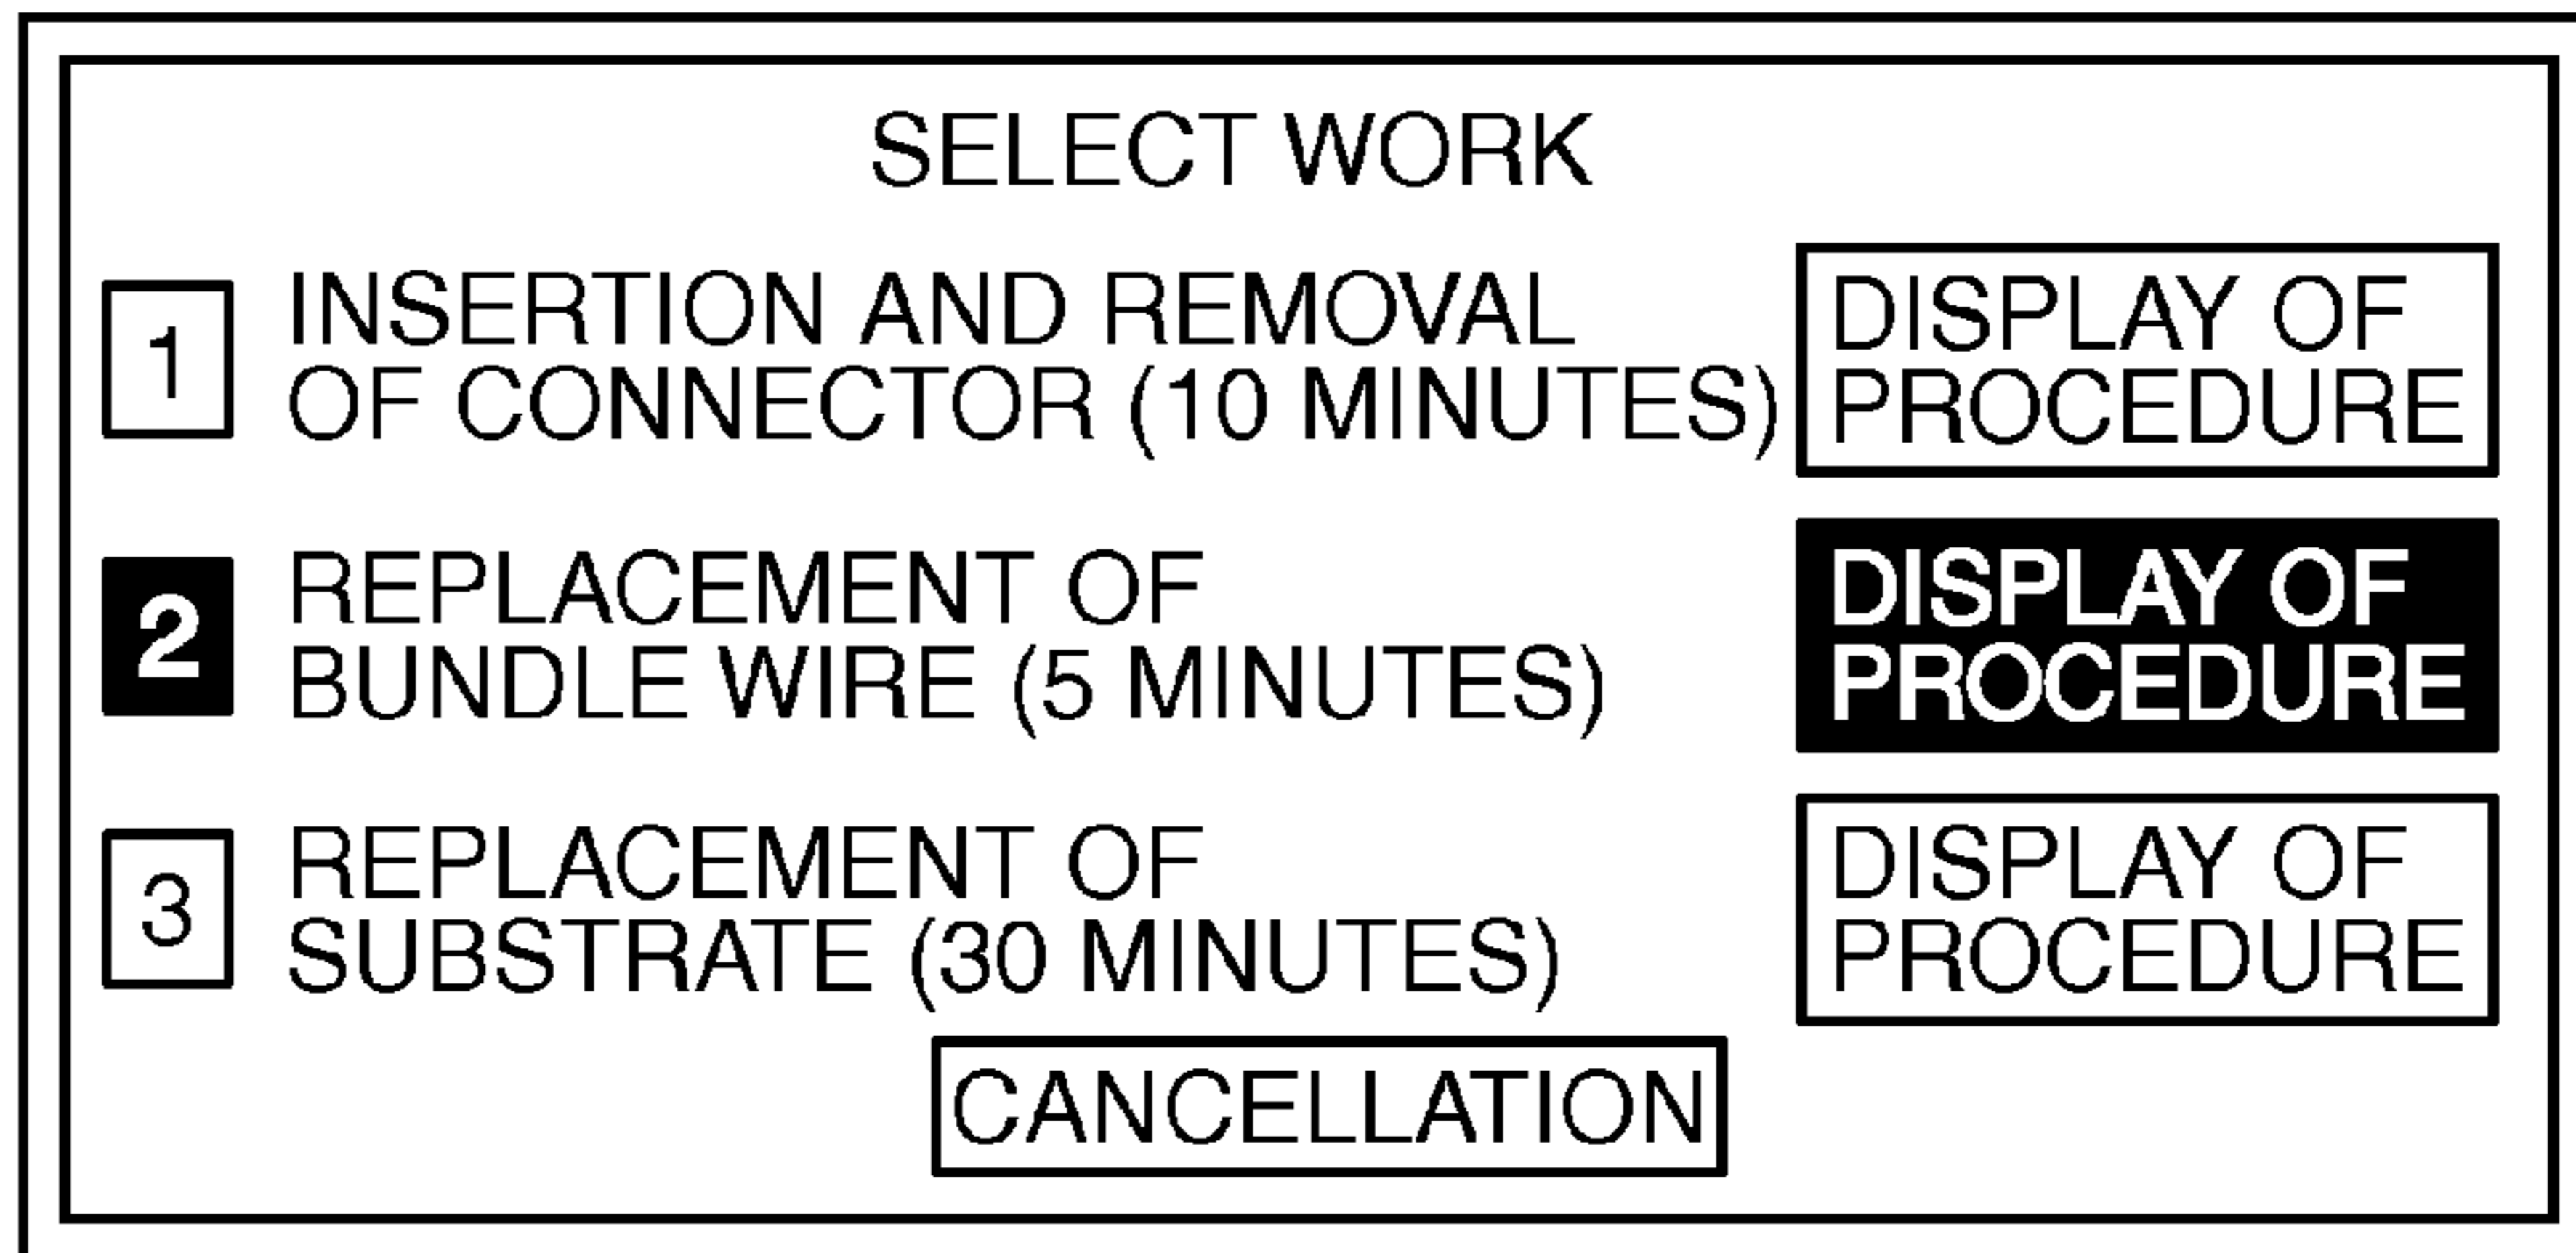 SELECT WORK
1
INSERTION AND REMOVAL
OF CONNECTOR (10 MINUTES)
DISPLAY OF
PROCEDURE
2
REPLACEMENT OF
BUNDLE WIRE (5 MINUTES)
DISPLAY OF
PROCEDURE
3
REPLACEMENT OF
SUBSTRATE (30 MINUTES)
DISPLAY OF
PROCEDURE
CANCELLATION